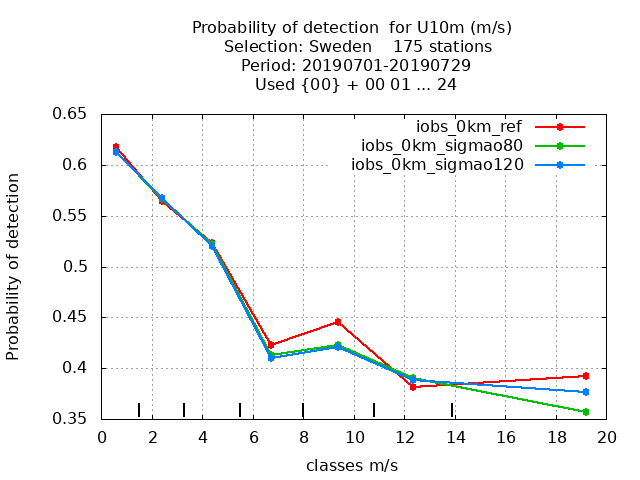 Probability of detection  for U10m (m/s)
Selection: Sweden    175 stations
Period: 20190701-20190729
Used {00} + 00 01 ... 24
iobs_0km_ref
iobs_0km_sigmao80
iobs_0km_sigmao120
Probability of detection
0.65
0.6
0.55
0.5
0.45
0.4
0.35
0 2 4 6 8 10 12 14 16 18 20
classes m/s